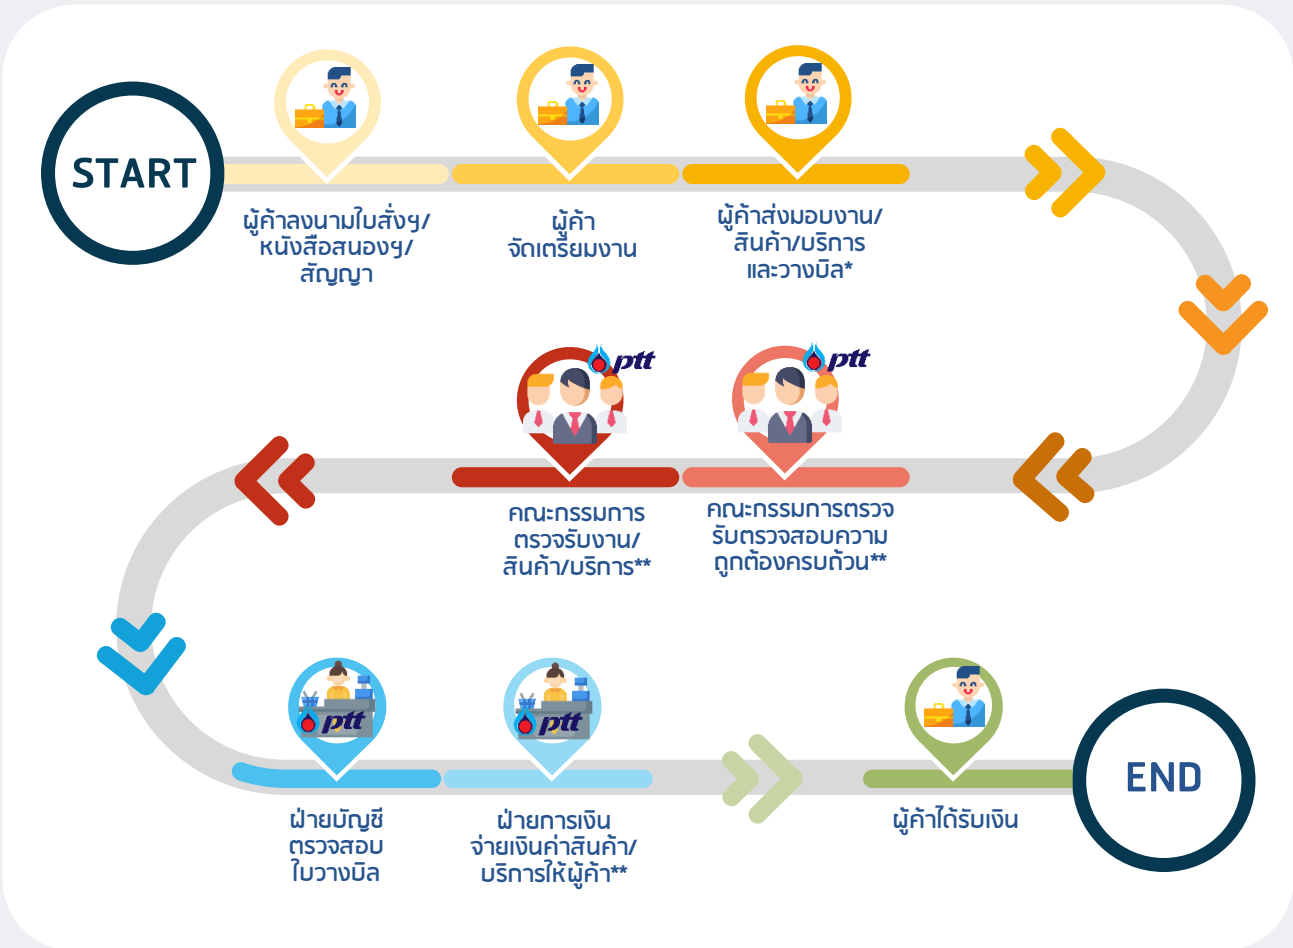 START
ผู้ค้าลงนามใบสั่งฯ/
หนังสือสนองฯ/
สัญญา
ผู้ค้า
จัดเตรียมงาน
ผู้ค้าส่งมอบงาน/
สินค้า/บริการ
และวางบิล*
ptt
ptt
คณะกรรมการตรวจ
รับตรวจสอบความ
ถูกต้องครบถ้วน**
คณะกรรมการ
ตรวจรับงาน/
สินค้า/บริการ**
ptt
ptt
ฝ่ายบัญชี
ตรวจสอบ
ใบวางบิล
ฝ่ายการเงิน
จ่ายเงินค่าสินค้า/
บริการให้ผู้ค้า**
ผู้ค้าได้รับเงิน
END